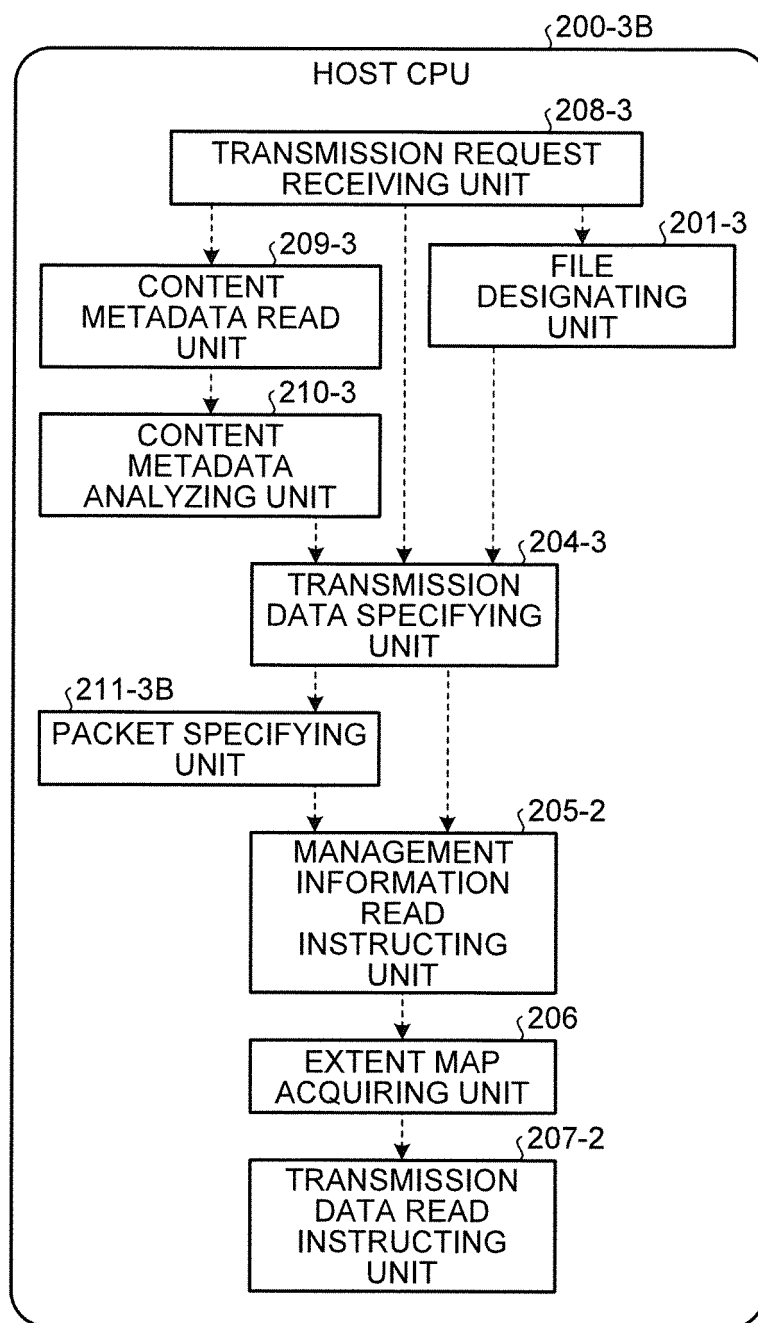 200-3B
HOST CPU
208-3
TRANSMISSION REQUEST
RECEIVING UNIT
209-3
201-3
CONTENT
METADATA READ
UNIT
FILE
DESIGNATING
UNIT
210-3
CONTENT
METADATA
ANALYZING UNIT
204-3
TRANSMISSION
DATA SPECIFYING
UNIT
211-3B
PACKET SPECIFYING
UNIT
205-2
MANAGEMENT
INFORMATION
READ
INSTRUCTING
UNIT
206
EXTENT MAP
ACQUIRING UNIT
207-2
TRANSMISSION
DATA READ
INSTRUCTING
UNIT